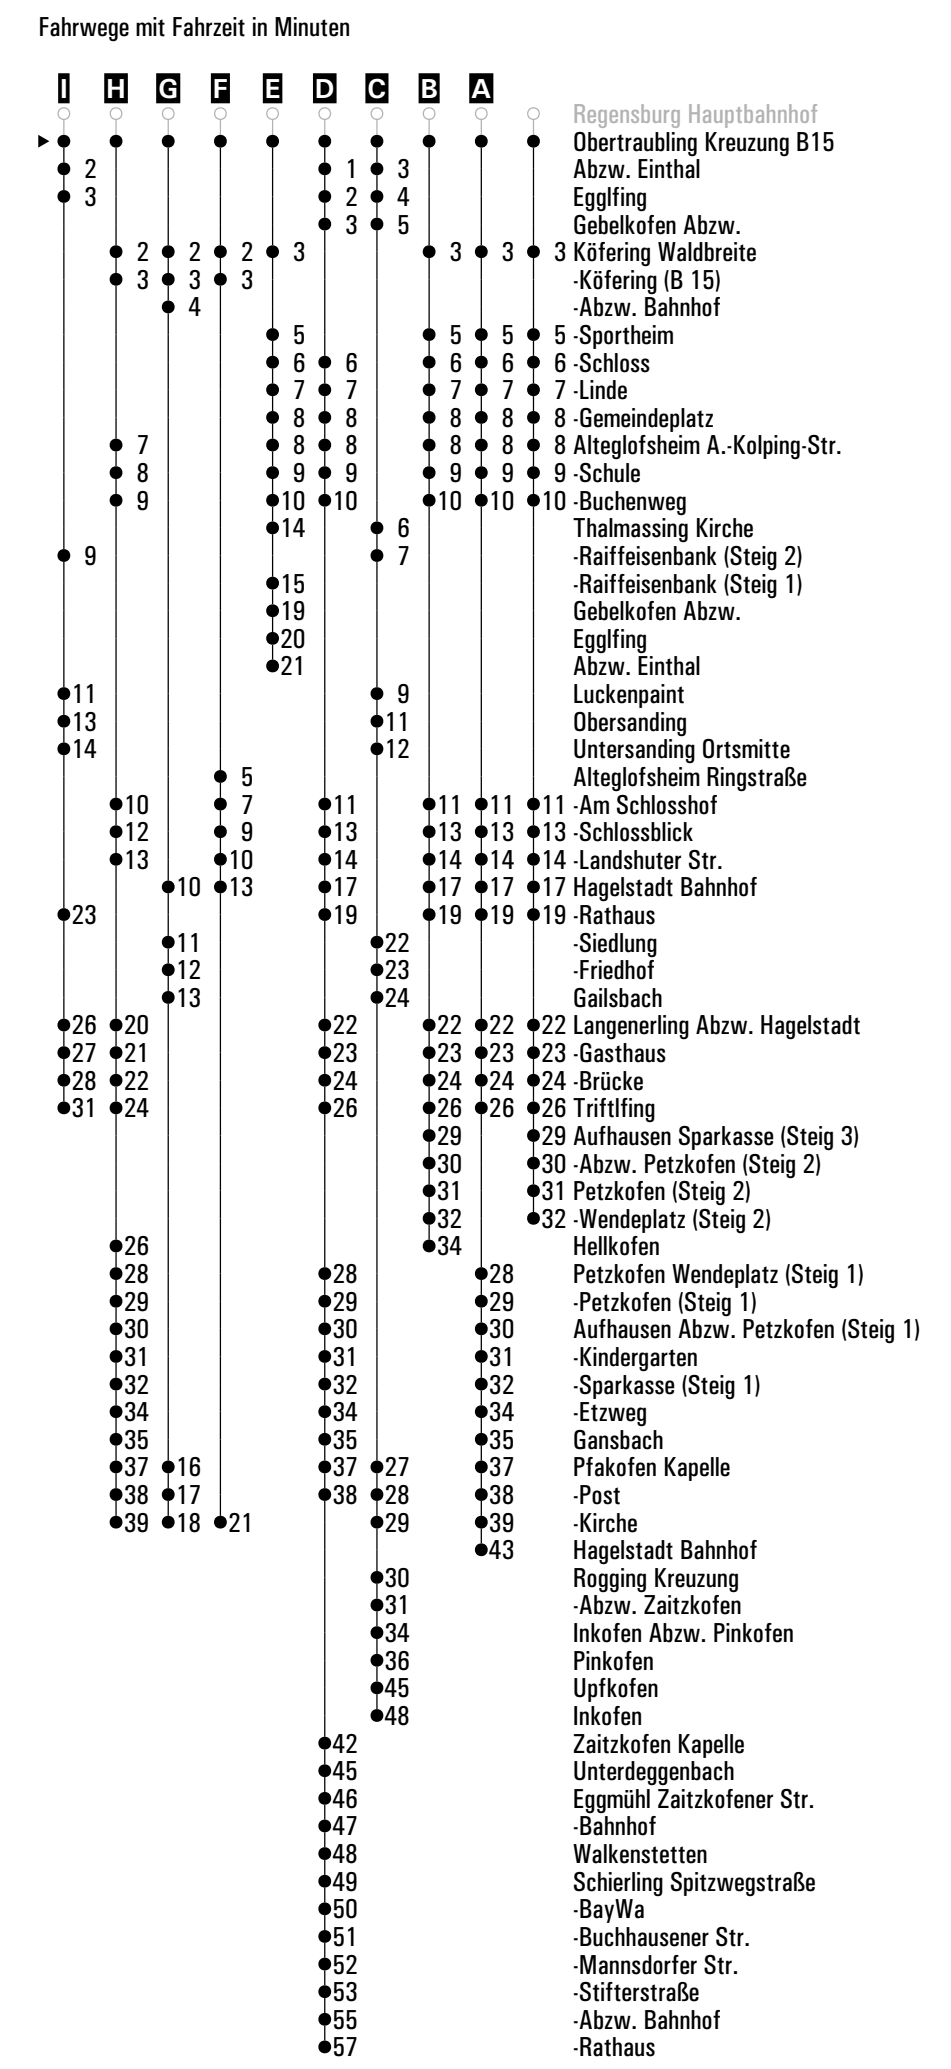 Fahrwege mit Fahrzeit in Minuten
I H G F E D C B A
Regensburg Hauptbahnhof
Obertraubling Kreuzung B15
2 1 3 Abzw. Einthal
3 2 4 Egglfing
3 5 Gebelkofen Abzw.
2 2 2 3 3 3 3 Köfering Waldbreite
3 3 3 -Köfering (B 15)
4 -Abzw. Bahnhof
5 5 5 5 -Sportheim
6 6 6 6 6 -Schloss
7 7 7 7 7 -Linde
8 8 8 8 8 -Gemeindeplatz
7 8 8 8 8 8 Alteglofsheim A.-Kolping-Str.
8 9 9 9 9 9 -Schule
9 10 10 10 10 10 -Buchenweg
14 6 Thalmassing Kirche
9 7 -Raiffeisenbank (Steig 2)
15 -Raiffeisenbank (Steig 1)
19 Gebelkofen Abzw.
20 Egglfing
21 Abzw. Einthal
11 9 Luckenpaint
13 11 Obersanding
14 12 Untersanding Ortsmitte
5 Alteglofsheim Ringstraße
10 7 11 11 11 11 -Am Schlosshof
12 9 13 13 13 13 -Schlossblick
13 10 14 14 14 14 -Landshuter Str.
10 13 17 17 17 17 Hagelstadt Bahnhof
23 19 19 19 19 -Rathaus
11 22 -Siedlung
12 23 -Friedhof
13 24 Gailsbach
26 20 22 22 22 22 Langenerling Abzw. Hagelstadt
27 21 23 23 23 23 -Gasthaus
28 22 24 24 24 24 -Brücke
31 24 26 26 26 26 Triftlfing
29 29 Aufhausen Sparkasse (Steig 3)
30 30 -Abzw. Petzkofen (Steig 2)
31 31 Petzkofen (Steig 2)
32 32 -Wendeplatz (Steig 2)
26 34 Hellkofen
28 28 28 Petzkofen Wendeplatz (Steig 1)
29 29 29 -Petzkofen (Steig 1)
30 30 30 Aufhausen Abzw. Petzkofen (Steig 1)
31 31 31 -Kindergarten
32 32 32 -Sparkasse (Steig 1)
34 34 34 -Etzweg
35 35 35 Gansbach
37 16 37 27 37 Pfakofen Kapelle
38 17 38 28 38 -Post
39 18 21 29 39 -Kirche
43 Hagelstadt Bahnhof
30 Rogging Kreuzung
31 -Abzw. Zaitzkofen
34 Inkofen Abzw. Pinkofen
36 Pinkofen
45 Upfkofen
48 Inkofen
42 Zaitzkofen Kapelle
45 Unterdeggenbach
46 Eggmühl Zaitzkofener Str.
47 -Bahnhof
48 Walkenstetten
49 Schierling Spitzwegstraße
50 -BayWa
51 -Buchhausener Str.
52 -Mannsdorfer Str.
53 -Stifterstraße
55 -Abzw. Bahnhof
57 -Rathaus